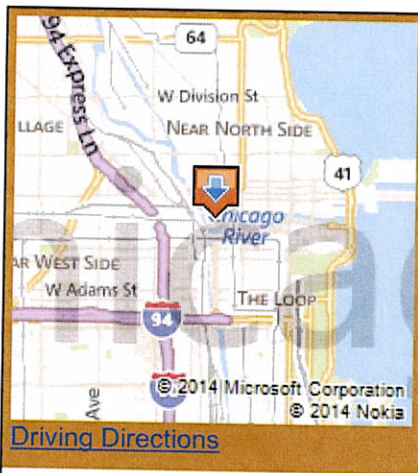 64
94 Express Ln
W Division St
LLAGE
NEAR NORTH SIDE
41
Chicago
River
AR WEST SIDE
W Adams St
THE LOOP
94
Ave
© 2014 Microsoft Corporation
© 2014 Nokia
Driving Directions